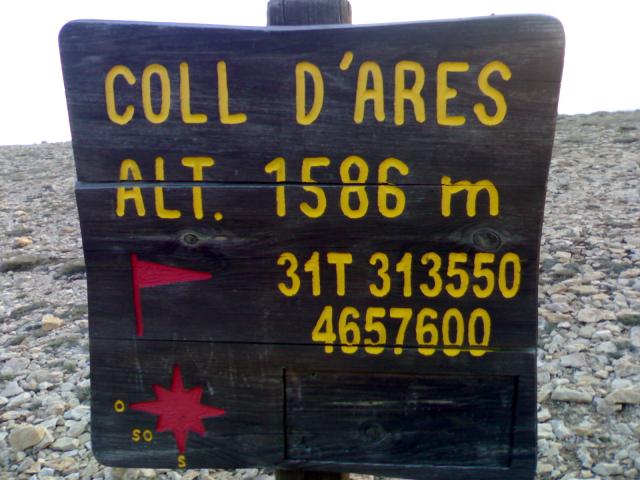 COLL D'ARES
ALT. 1586 m
31T 313550
4657600
O
SO
S